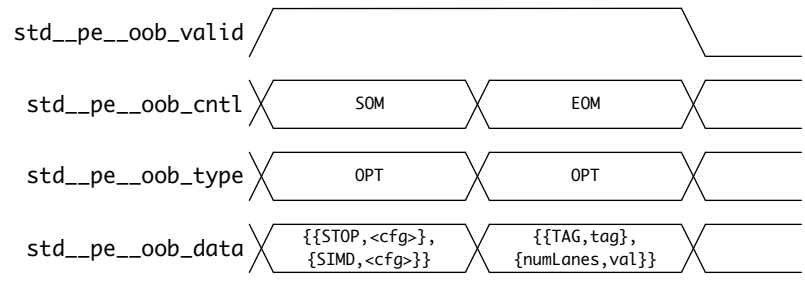 std__pe__oob_valid
std__pe__oob_cntl SOM EOM
std__pe__oob_type OPT OPT
std__pe__oob_data {{STOP,<cfg>}, {{TAG,tag},
{SIMD,<cfg>}} {numLanes,val}}